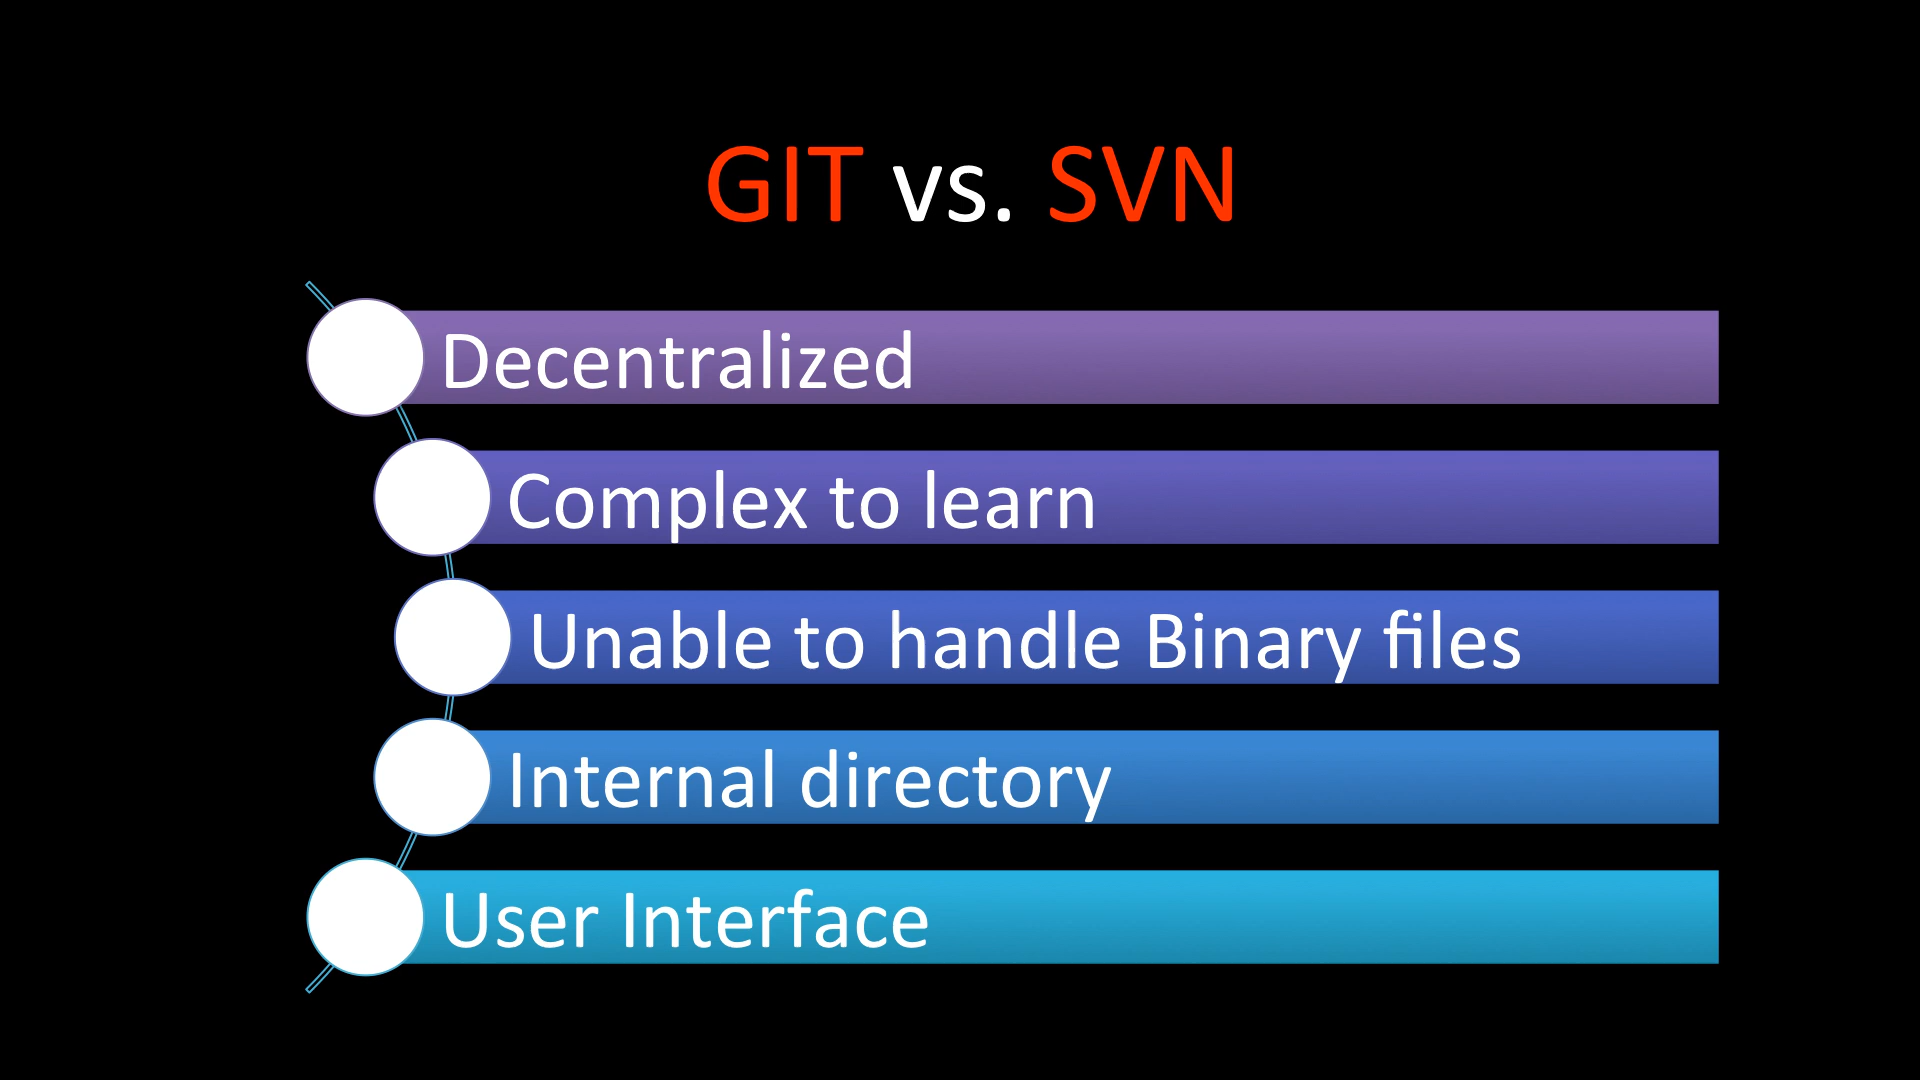 GIT vs. SVN
Decentralized
Complex to learn
Unable to handle Binary files
Internal directory
User Interface